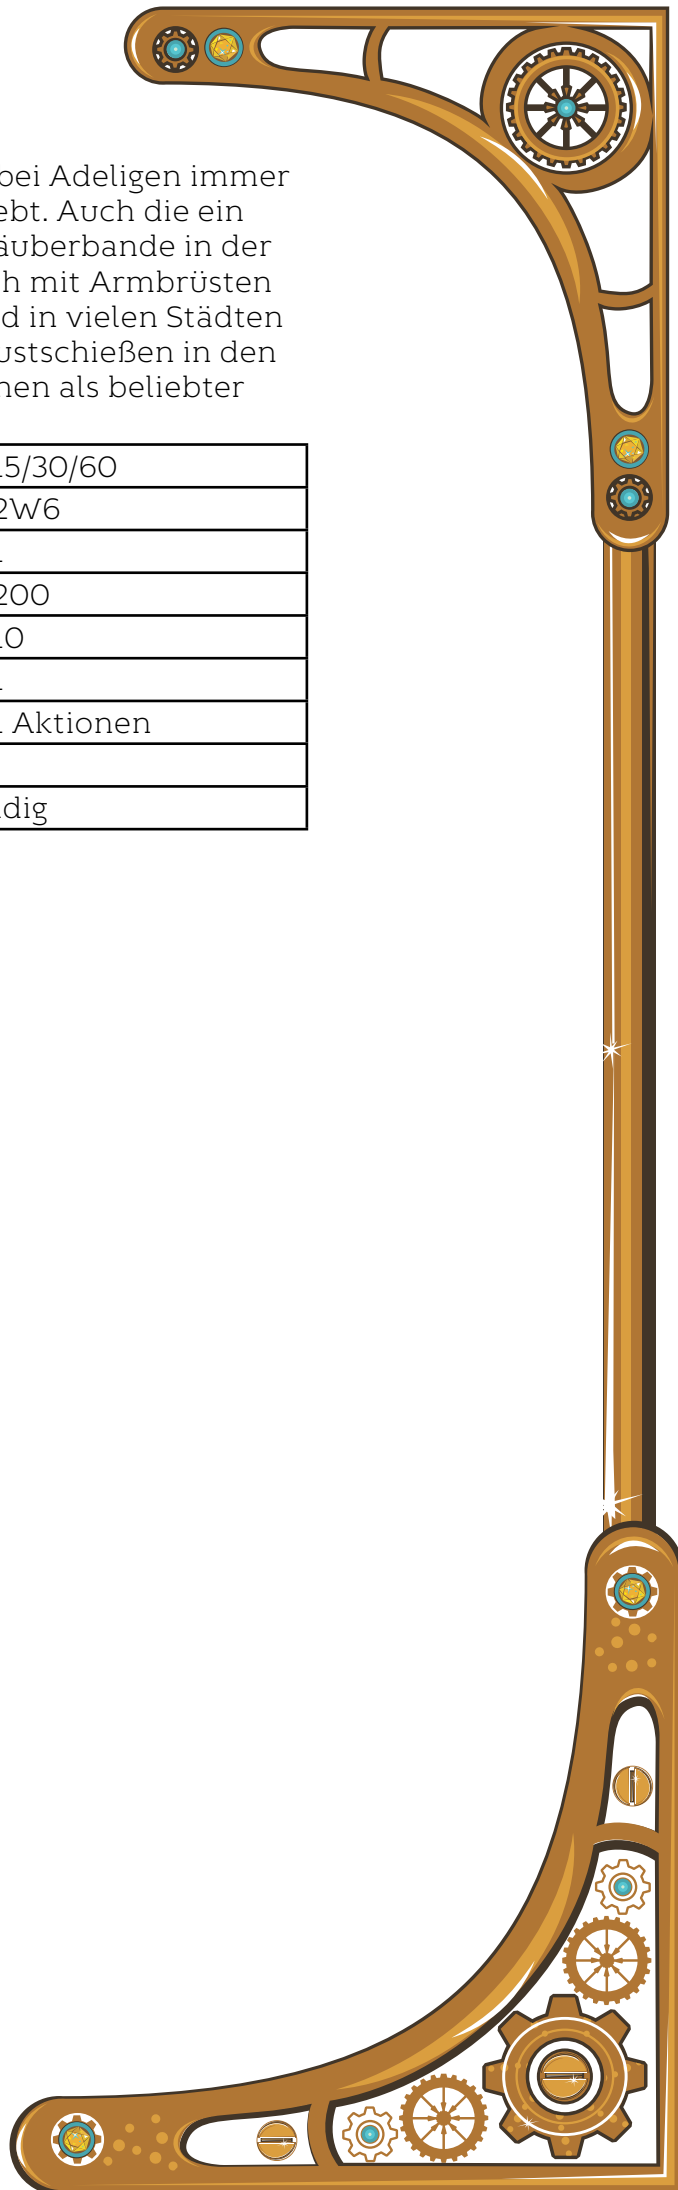 bei Adeligen immer
ebt. Auch die ein
äuberbande in der
h mit Armbrüsten
d in vielen Städten
ustschießen in den
nen als beliebter
15/30/60
2W6
200
10
Aktionen
dig